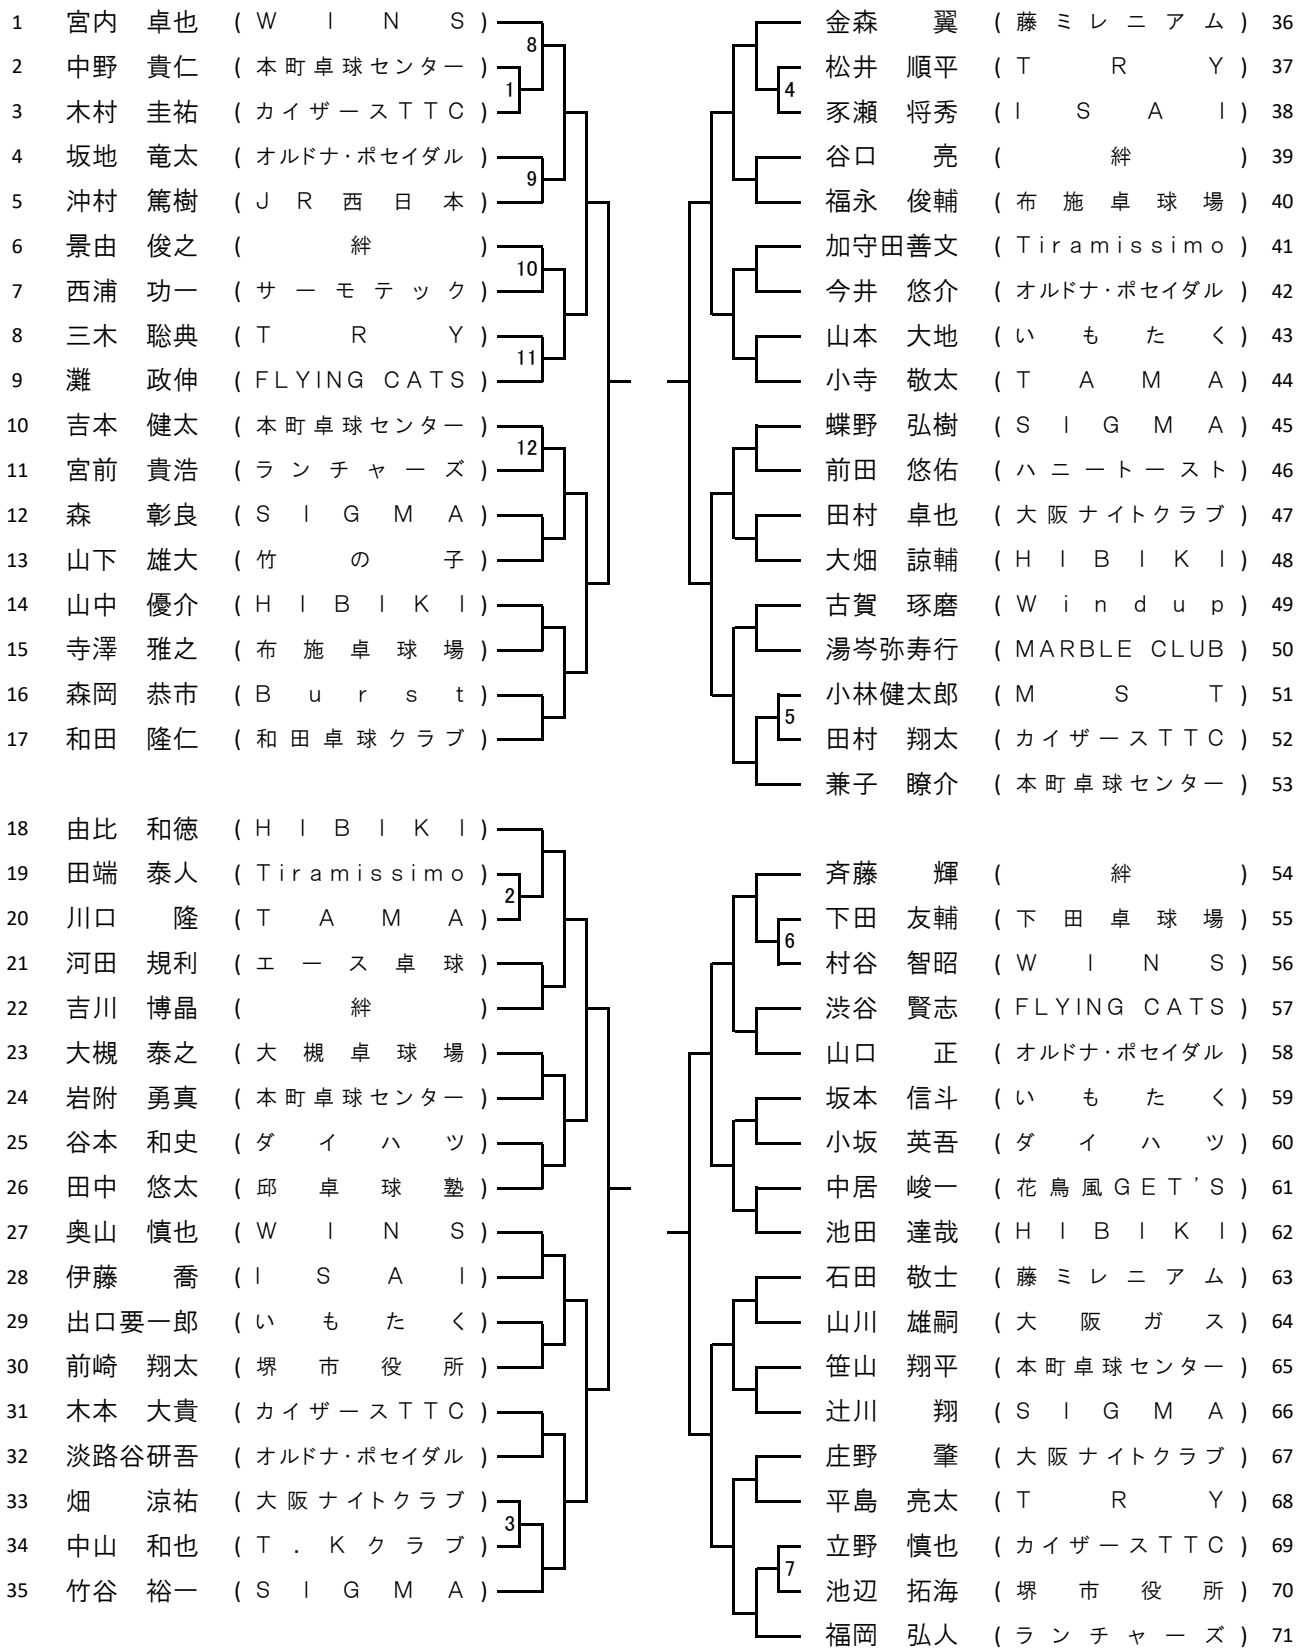 1 宮内 卓也 (WINS)
2 中野 貴仁 (本町卓球センター)
3 木村 圭祐 (カイザースTTC)
4 坂地 竜太 (オルドナ・ポセイダル)
5 沖村 篤樹 (JR西日本)
6 景由 俊之 (絆)
7 西浦 功一 (サーモテック)
8 三木 聡典 (TRY)
9 灘 政伸 (FLYING CATS)
10 吉本 健太 (本町卓球センター)
11 宮前 貴浩 (ランチャーズ)
12 森 彰良 (SIGMA)
13 山下 雄大 (竹の子)
14 山中 優介 (HIBIKI)
15 寺澤 雅之 (布施卓球場)
16 森岡 恭市 (Burst)
17 和田 隆仁 (和田卓球クラブ)
8
1
9
10
11
12
18 由比 和徳 (HIBIKI)
19 田端 泰人 (Tiramissimo)
20 川口 隆 (TAMA)
21 河田 規利 (エース卓球)
22 吉川 博晶 (絆)
23 大槻 泰之 (大槻卓球場)
24 岩附 勇真 (本町卓球センター)
25 谷本 和史 (ダイハツ)
26 田中 悠太 (邱卓球塾)
27 奥山 慎也 (WINS)
28 伊藤 喬 (ISAI)
29 出口要一郎 (いもたく)
30 前崎 翔太 (堺市役所)
31 木本 大貴 (カイザースTTC)
32 淡路谷研吾 (オルドナ・ポセイダル)
33 畑 涼祐 (大阪ナイトクラブ)
34 中山 和也 (T.Kクラブ)
35 竹谷 裕一 (SIGMA)
2
3
金森 翼 (藤ミレニアム) 36
松井 順平 (TRY) 37
豕瀬 将秀 (ISAI) 38
谷口 亮 (絆) 39
福永 俊輔 (布施卓球場) 40
加守田善文 (Tiramissimo) 41
今井 悠介 (オルドナ・ポセイダル) 42
山本 大地 (いもたく) 43
小寺 敬太 (TAMA) 44
蝶野 弘樹 (SIGMA) 45
前田 悠佑 (ハニートースト) 46
田村 卓也 (大阪ナイトクラブ) 47
大畑 諒輔 (HIBIKI) 48
古賀 琢磨 (Windup) 49
湯岑弥寿行 (MARBLE CLUB) 50
小林健太郎 (MST) 51
田村 翔太 (カイザースTTC) 52
兼子 瞭介 (本町卓球センター) 53
4
5
斉藤 輝 (絆) 54
下田 友輔 (下田卓球場) 55
村谷 智昭 (WINS) 56
渋谷 賢志 (FLYING CATS) 57
山口 正 (オルドナ・ポセイダル) 58
坂本 信斗 (いもたく) 59
小坂 英吾 (ダイハツ) 60
中居 峻一 (花鳥風GET'S) 61
池田 達哉 (HIBIKI) 62
石田 敬士 (藤ミレニアム) 63
山川 雄嗣 (大阪ガス) 64
笹山 翔平 (本町卓球センター) 65
辻川 翔 (SIGMA) 66
庄野 肇 (大阪ナイトクラブ) 67
平島 亮太 (TRY) 68
立野 慎也 (カイザースTTC) 69
池辺 拓海 (堺市役所) 70
福岡 弘人 (ランチャーズ) 71
6
7